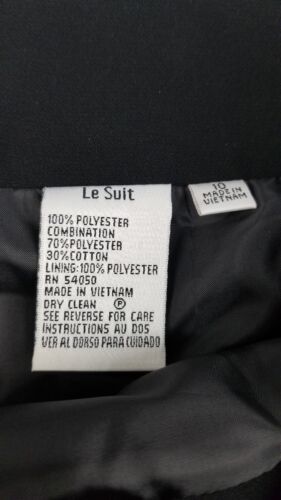 Le Suit
100% POLYESTER
COMBINATION
70% POLYESTER
30% COTTON
LINING: 100% POLYESTER
RN 54050
MADE IN VIETNAM
DRY CLEAN Ⓟ
SEE REVERSE FOR CARE
INSTRUCTIONS AU DOS
VER AL DORSO PARA CUIDADO
10
MADE IN
VIETNAM